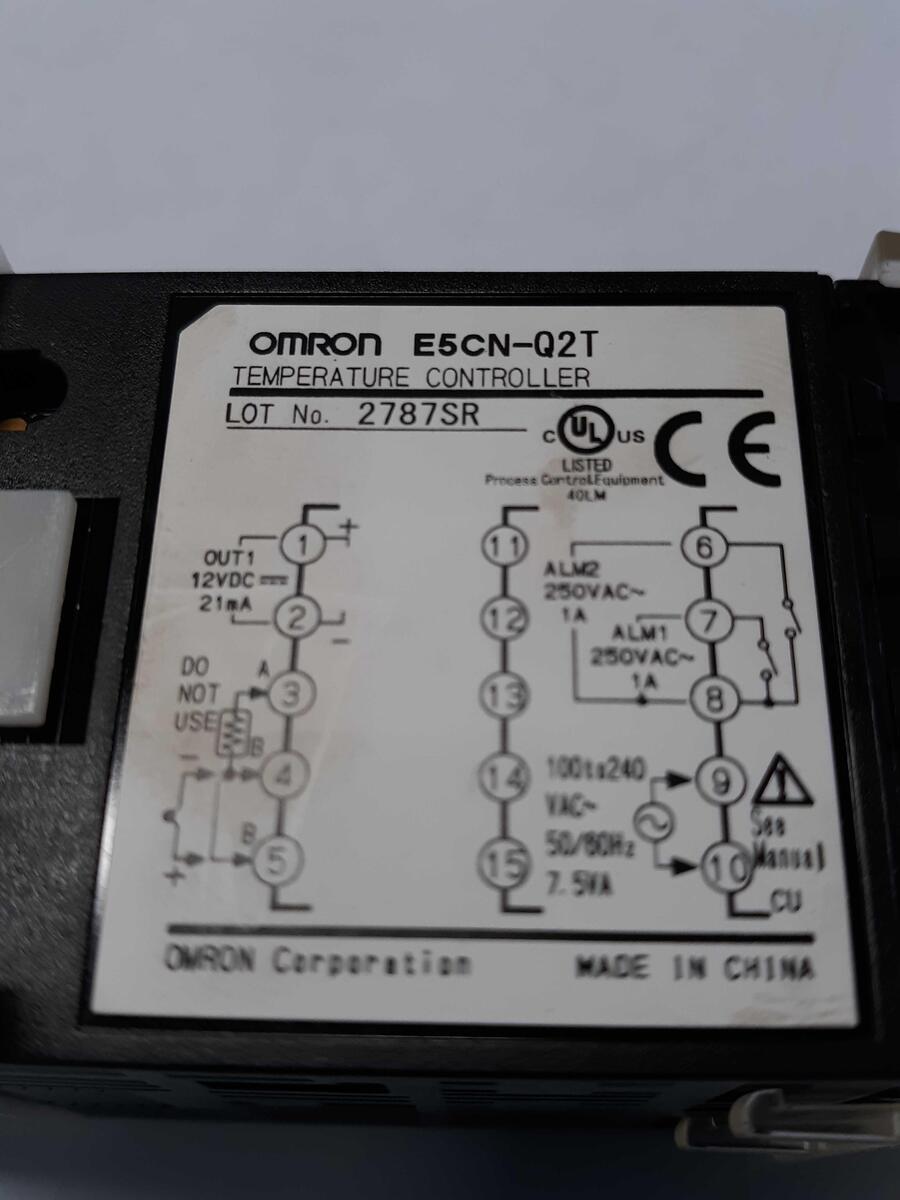 OMRON E5CN-Q2T
TEMPERATURE CONTROLLER
LOT No. 2787SR
C UL US
LISTED
Process Control Equipment
40LM
CE
OUT1
12VDC
21mA
1
+
2
-
DO
NOT
USE
A
3
B
4
-
B
5
+
11
12
13
14
15
ALM2
250VAC~
1A
ALM1
250VAC~
1A
6
7
8
100to240
VAC~
50/60Hz
7.5VA
9
10
See
Manual
CU
OMRON Corporation
MADE IN CHINA